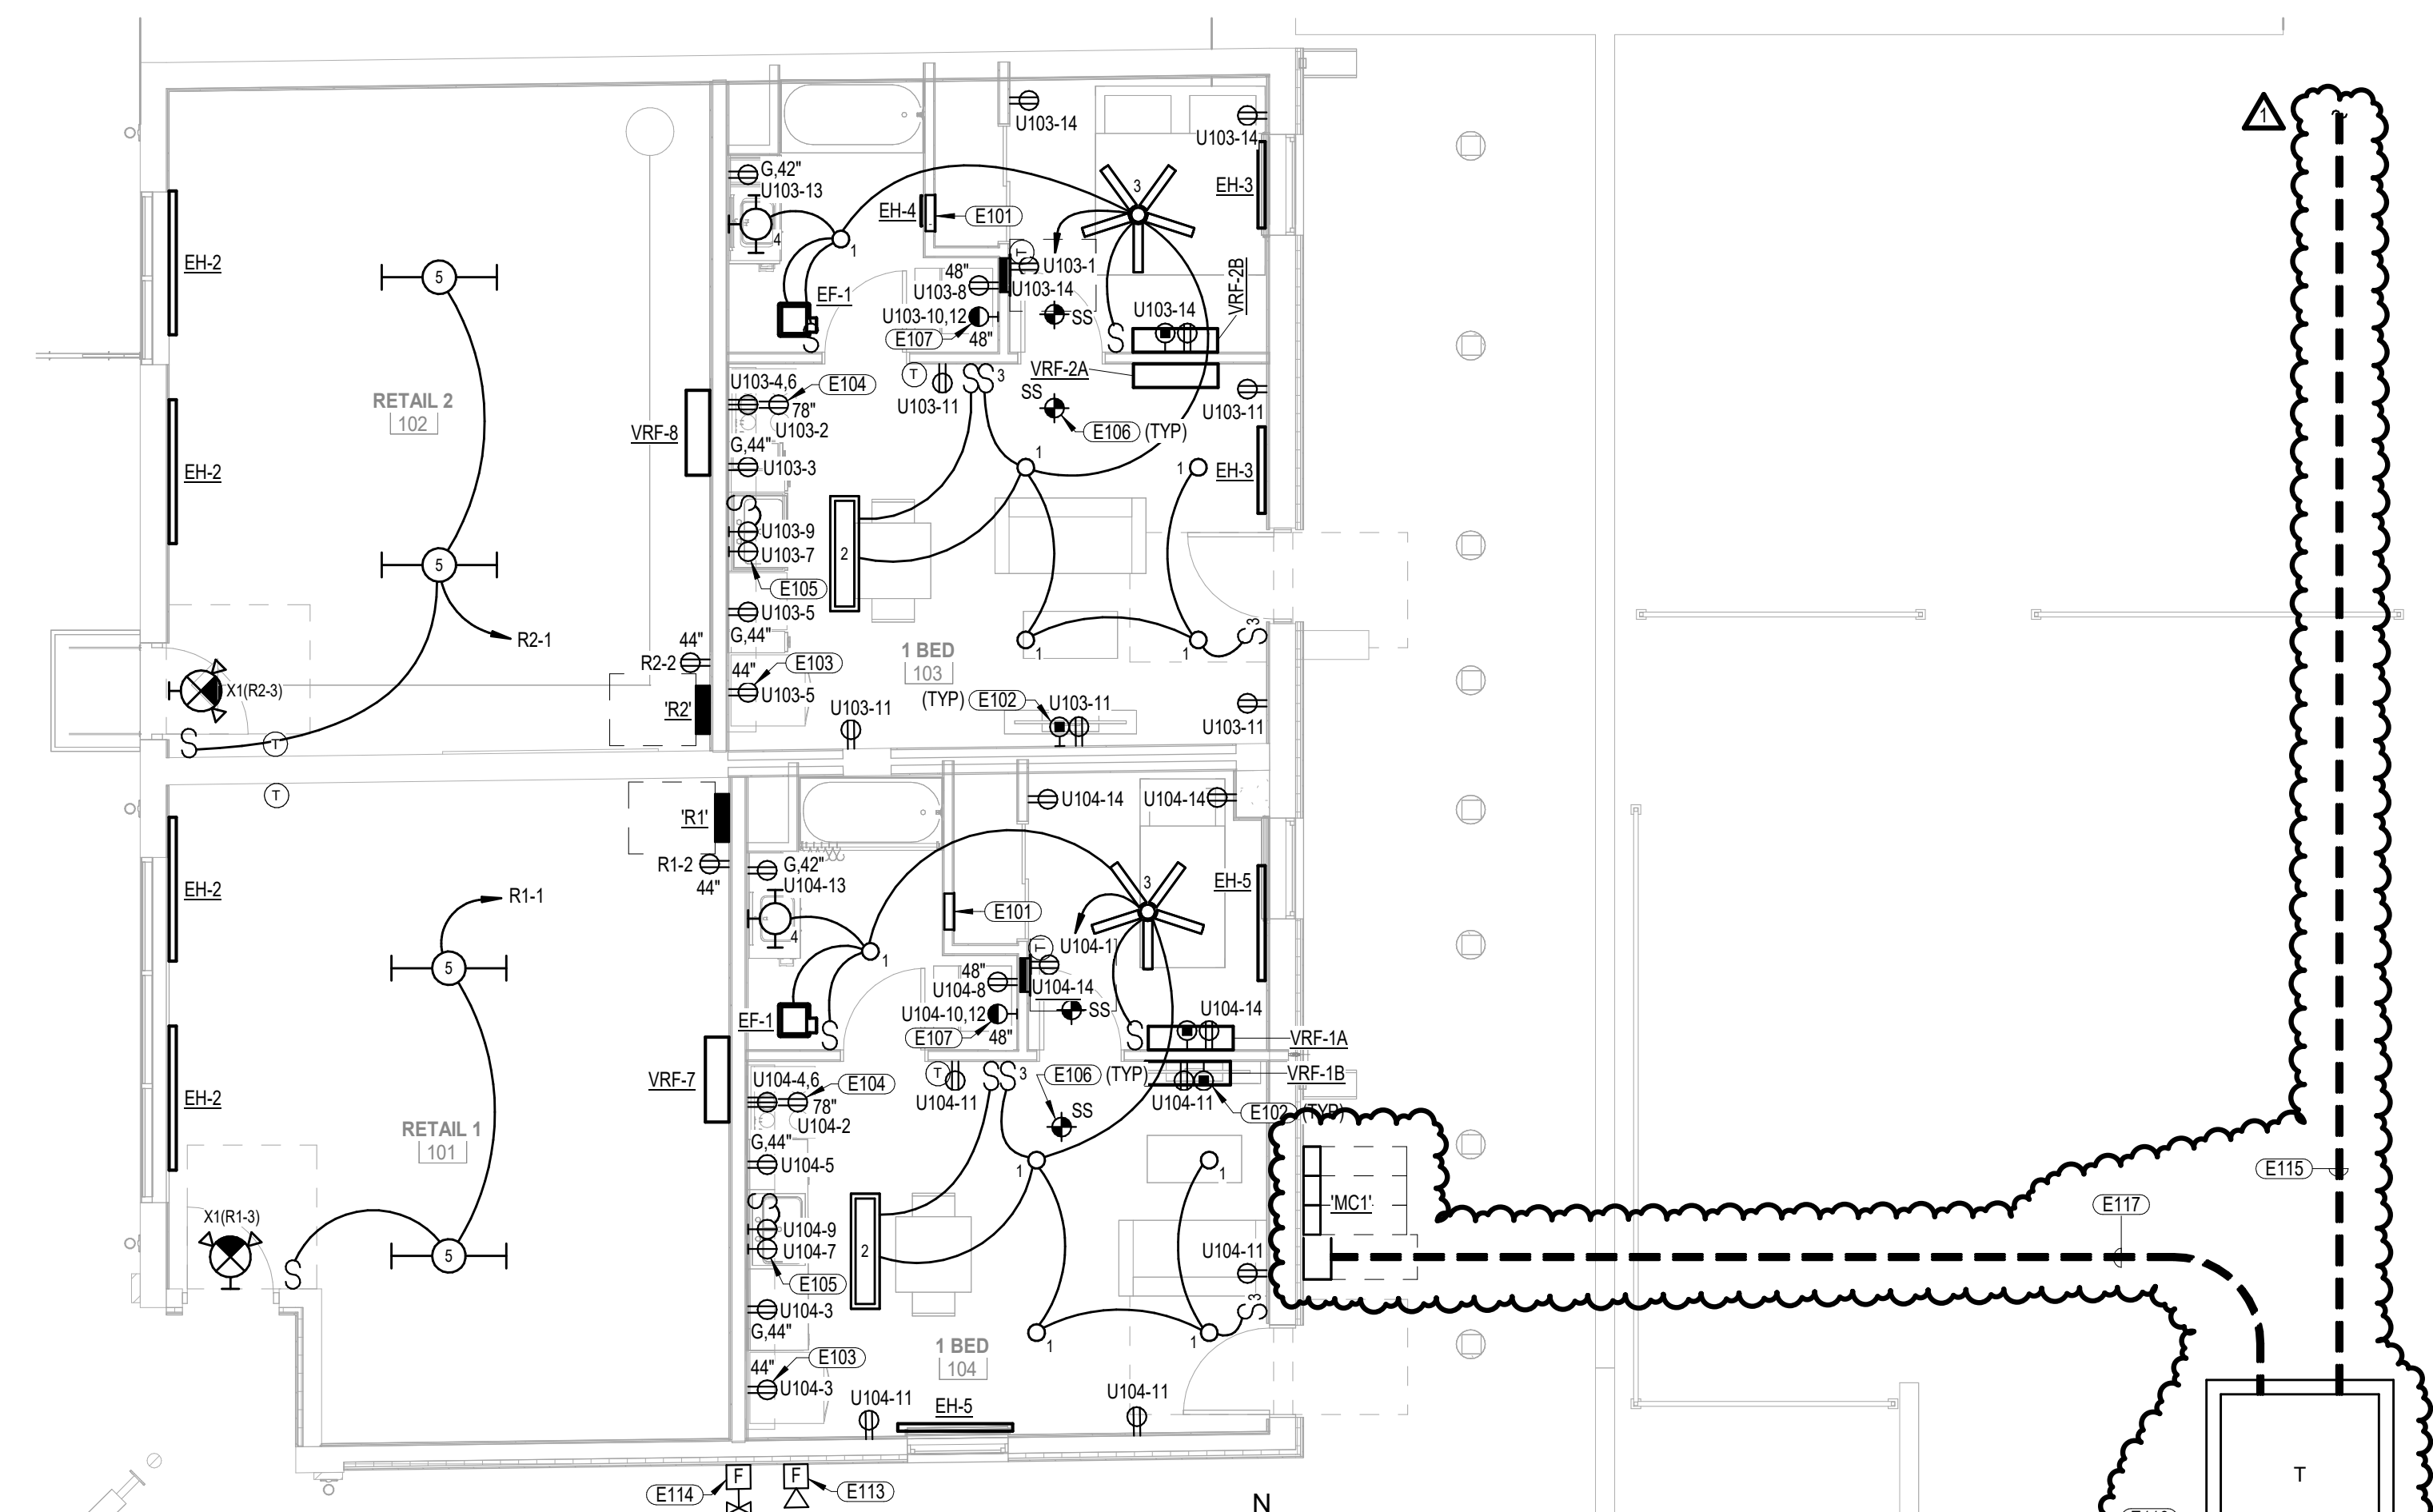 1
U103-14
U103-14
G,42"
U103-13
4
1
EH-4
E101
3
EH-3
T
U103-1
U103-14
48"
U103-8
U103-10,12
E107
48"
EF-1
SS
U103-14
VRF-2B
VRF-2A
EH-2
5
RETAIL 2
102
EH-2
VRF-8
U103-4,6
E104
78"
U103-2
G,44"
U103-3
T
U103-11
3
SS
E106 (TYP)
U103-11
1
1
EH-3
U103-9
U103-7
E105
2
5
R2-1
U103-5
G,44"
44"
R2-2
44"
E103
U103-5
'R2'
X1(R2-3)
T
1 BED
103
1
1
3
(TYP) E102
U103-11
U103-11
U103-11
T
'R1'
R1-2
44"
U104-14
U104-14
G,42"
U104-13
4
1
E101
3
EH-5
EH-2
R1-1
5
T
U104-1
U104-14
48"
U104-8
U104-10,12
E107
48"
EF-1
SS
U104-14
VRF-1A
VRF-1B
EH-2
VRF-7
RETAIL 1
101
U104-4,6
E104
78"
U104-2
G,44"
U104-5
T
U104-11
3
E106 (TYP)
SS
U104-11
E102 (TYP)
1
1
'MC1'
E115
E117
X1(R1-3)
5
U104-9
U104-7
E105
2
U104-11
3
U104-3
G,44"
1 BED
104
1
1
44"
E103
U104-3
U104-11
EH-5
U104-11
E114
F
F
E113
N
T